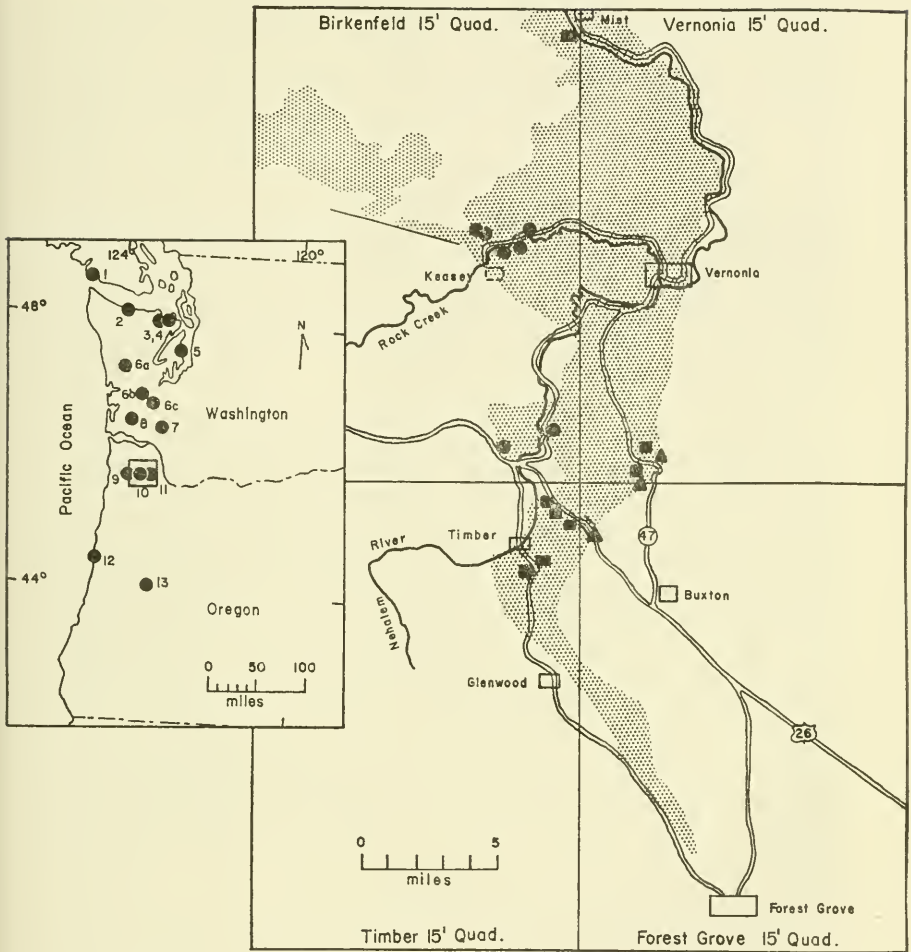 Birkenfeld 15' Quad.
Vernonia 15' Quad.
Mist
Keasey
Rock Creek
Vernonia
Timber
River
Nehalem
47
Buxton
Glenwood
26
0 5
miles
Forest Grove
Timber 15' Quad.
Forest Grove 15' Quad.
124
120°
48°
1
2
3,4
5
N
6a
6b
6c
Washington
8
7
Pacific Ocean
9
10
11
12
44°
13
Oregon
0 50 100
miles